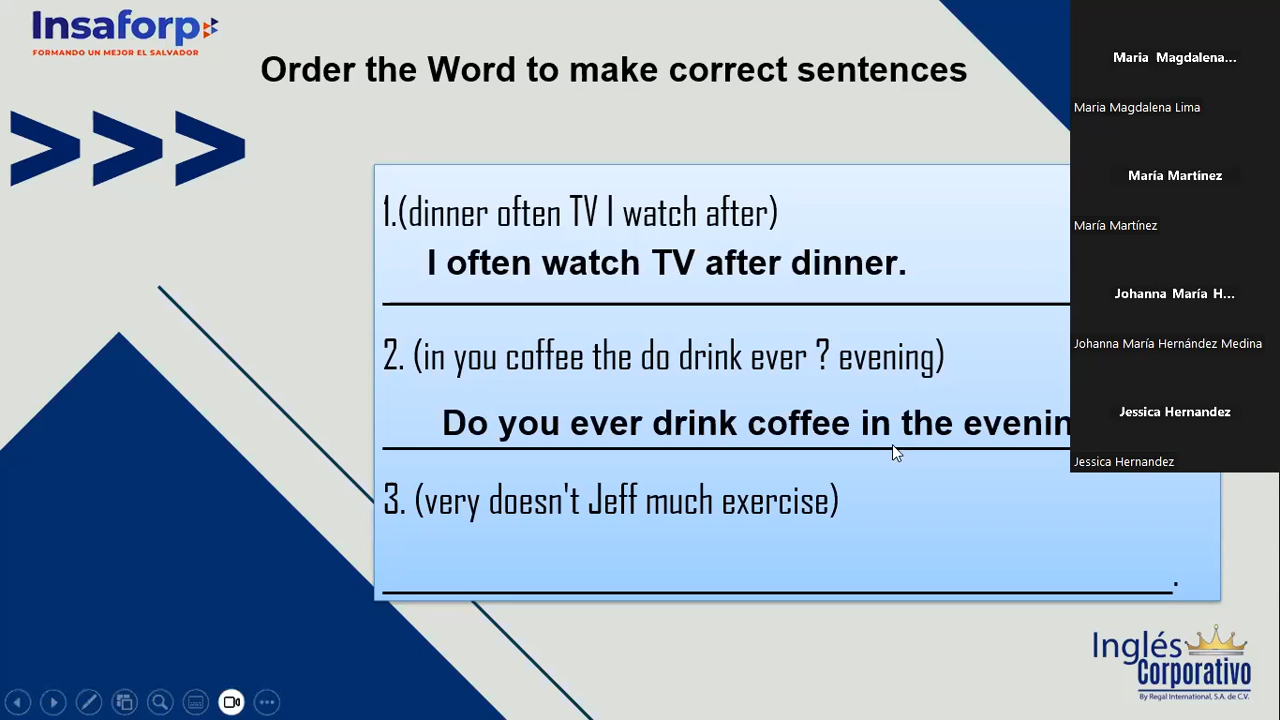 Insaforp
FORMANDO UN MEJOR EL SALVADOR
Order the Word to make correct sentences
1.(dinner often TV I watch after)
I often watch TV after dinner.
2. (in you coffee the do drink ever ? evening)
Do you ever drink coffee in the evenin
3. (very doesn't Jeff much exercise)
.
Maria Magdalena...
Maria Magdalena Lima
María Martínez
María Martínez
Johanna María H...
Johanna María Hernández Medina
Jessica Hernandez
Jessica Hernandez
Inglés
Corporativo
By Regal International, S.A. de C.V.